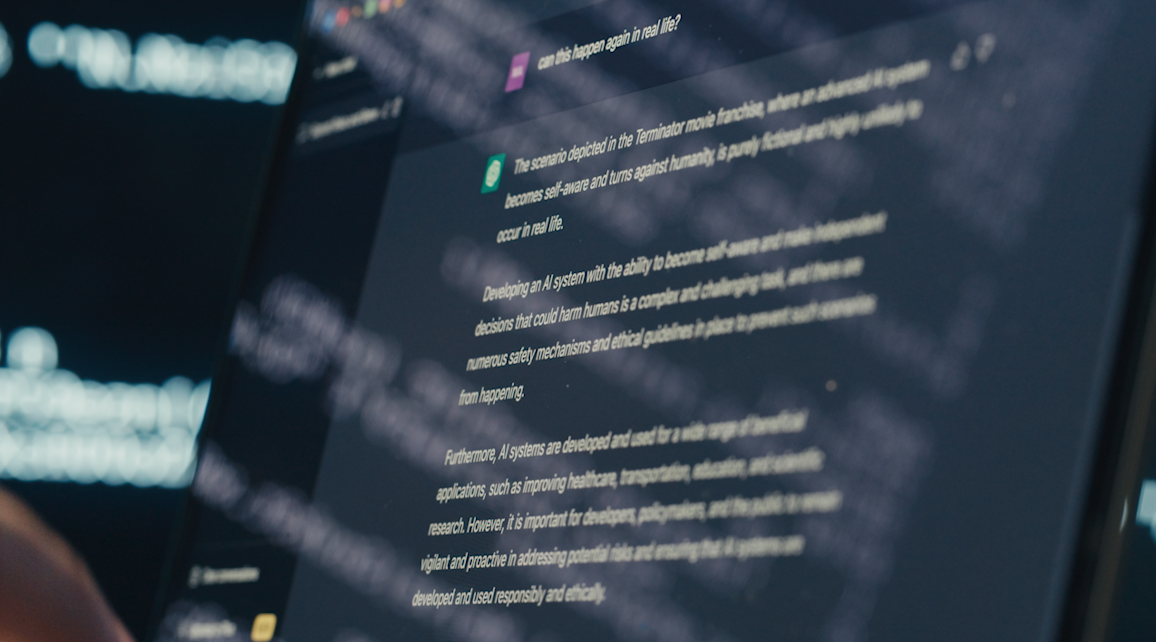 can this happen again in real life?
The scenario depicted in the Terminator movie franchise, where an advanced AI system
becomes self-aware and turns against humanity, is purely fictional and highly unlikely to
occur in real life.
Developing an AI system with the ability to become self-aware and make independent
decisions that could harm humans is a complex and challenging task, and there are
numerous safety mechanisms and ethical guidelines in place to prevent such scenarios
from happening.
Furthermore, AI systems are developed and used for a wide range of beneficial
applications, such as improving healthcare, transportation, education, and scientific
research. However, it is important for developers, policymakers, and the public to remain
vigilant and proactive in addressing potential risks and ensuring that AI systems are
developed and used responsibly and ethically.